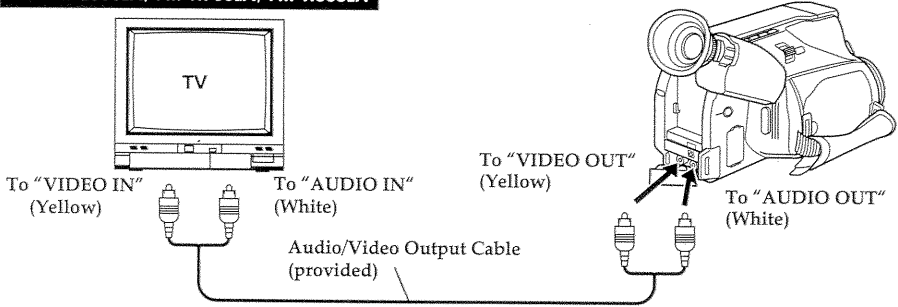 TV
To "VIDEO IN"
(Yellow)
To "AUDIO IN"
(White)
To "VIDEO OUT"
(Yellow)
To "AUDIO OUT"
(White)
Audio/Video Output Cable
(provided)